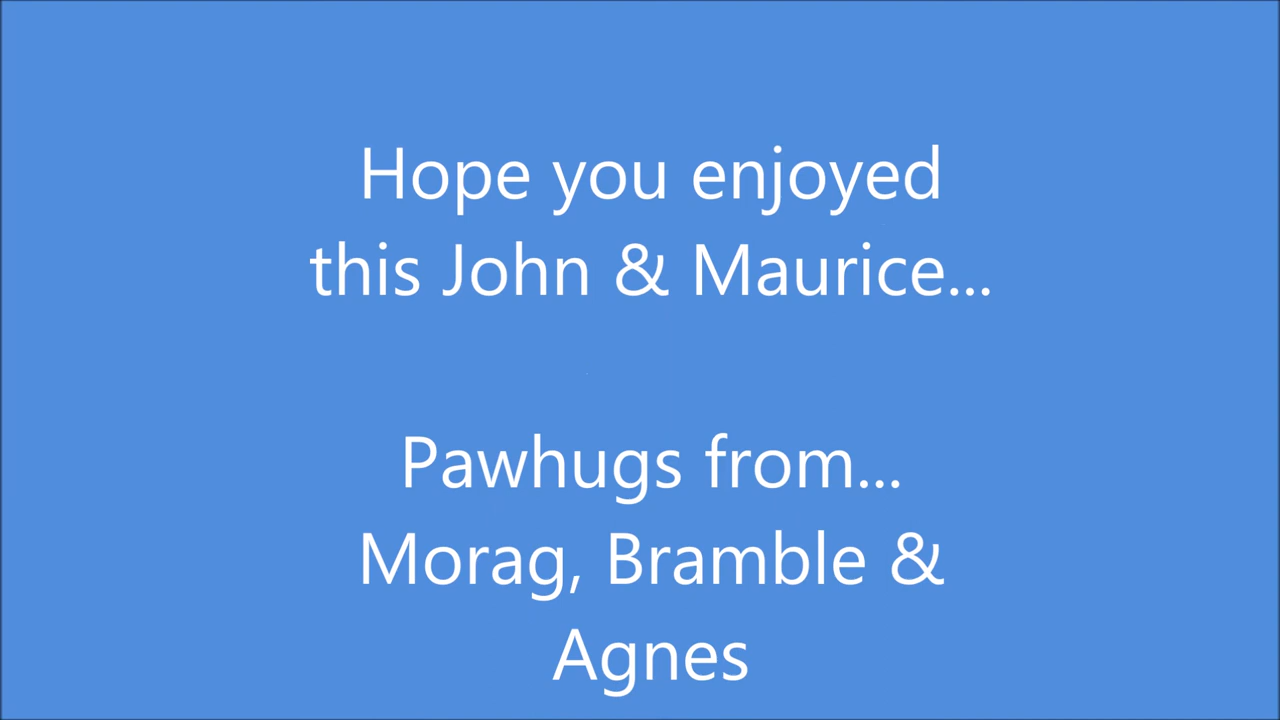 Hope you enjoyed
this John & Maurice...
Pawhugs from...
Morag, Bramble &
Agnes